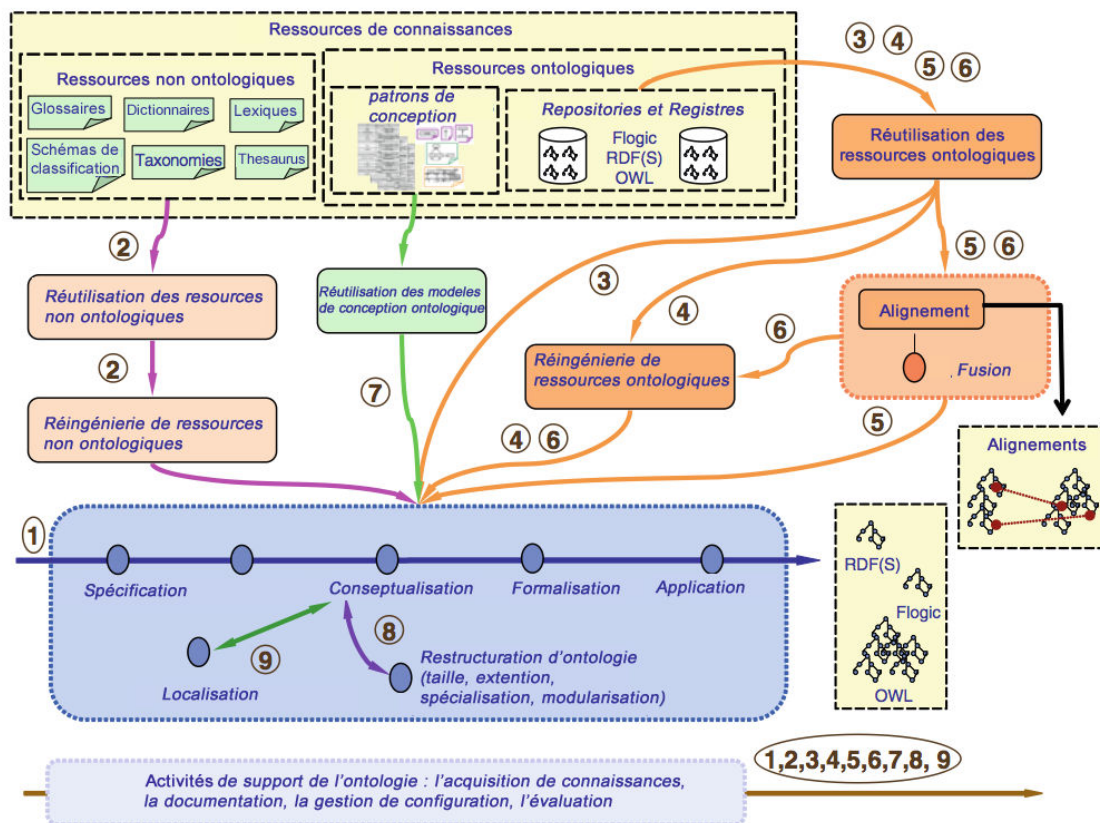 Ressources de connaissances
Ressources non ontologiques
Glossaires
Dictionnaires
Lexiques
Schémas de
classification
Taxonomies
Thesaurus
Ressources ontologiques
patrons de
conception
Repositories et Registres
Flogic
RDF(S)
OWL
3 4
5 6
Réutilisation des
ressources ontologiques
2
3
4
5 6
Réutilisation des resources
non ontologiques
Réutilisation des modeles
de conception ontologique
Alignement
Fusion
6
2
7
Réingénierie de
ressources ontologiques
Réingénierie de ressources
non ontologiques
4 6
5
Alignements
1
Spécification
Conseptualisation
Formalisation
Application
9
8
Localisation
Restructuration d'ontologie
(taille, extention,
spécialisation, modularisation)
RDF(S)
Flogic
OWL
1,2,3,4,5,6,7,8, 9
Activités de support de l'ontologie : l'acquisition de connaissances,
la documentation, la gestion de configuration, l'évaluation